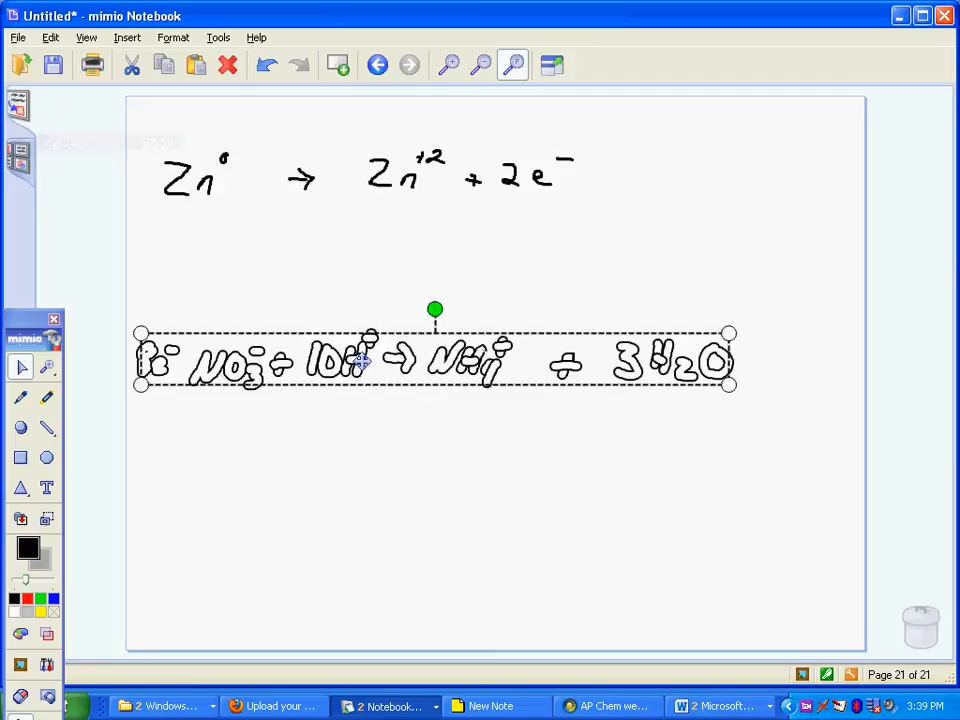 Untitled* - mimio Notebook
File Edit View Insert Format Tools Help
Zn⁰ → Zn⁺² + 2e⁻
8e⁻ NO₃⁻ + 10H⁺ → NH₄⁺ + 3H₂O
mimio
Page 21 of 21
2 Windows... Upload your ... 2 Notebook... New Note AP Chem we... 2 Microsoft... 3:39 PM